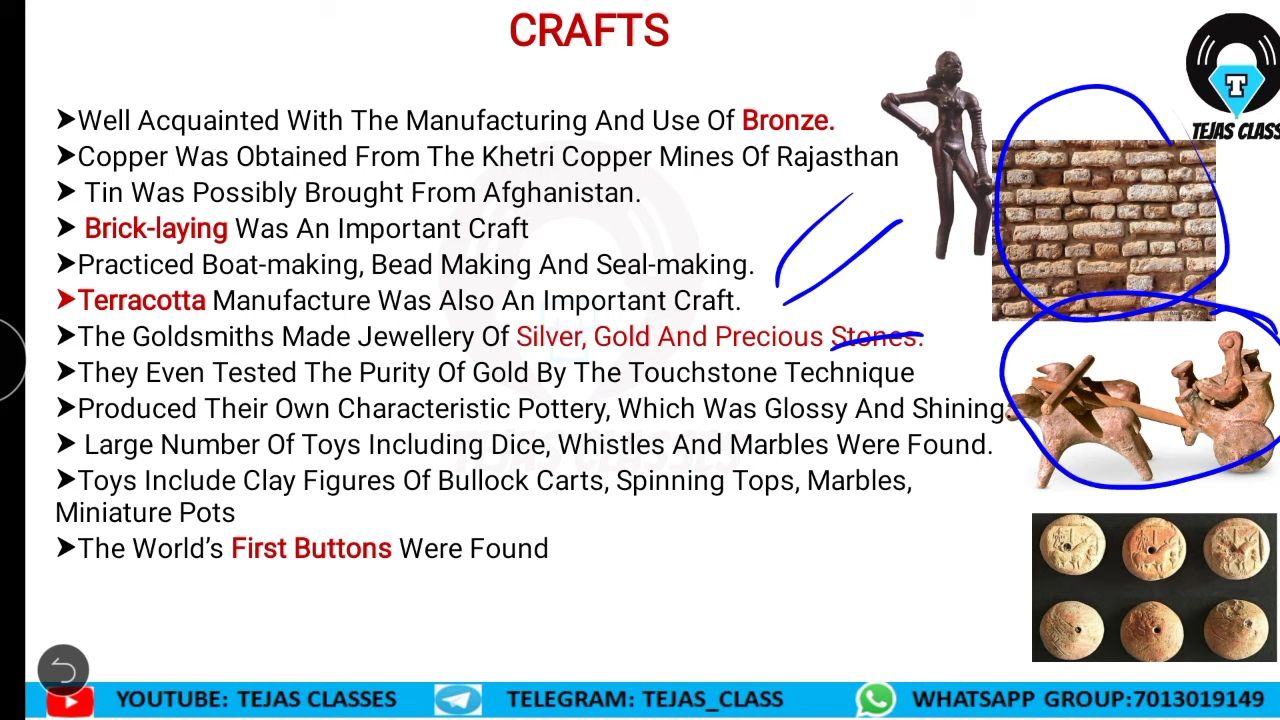 CRAFTS
T
TEJAS CLASS
➤Well Acquainted With The Manufacturing And Use Of Bronze.
➤Copper Was Obtained From The Khetri Copper Mines Of Rajasthan
➤ Tin Was Possibly Brought From Afghanistan.
➤ Brick-laying Was An Important Craft
➤Practiced Boat-making, Bead Making And Seal-making.
➤Terracotta Manufacture Was Also An Important Craft.
➤The Goldsmiths Made Jewellery Of Silver, Gold And Precious Stones.
➤They Even Tested The Purity Of Gold By The Touchstone Technique
➤Produced Their Own Characteristic Pottery, Which Was Glossy And Shining.
➤ Large Number Of Toys Including Dice, Whistles And Marbles Were Found.
➤Toys Include Clay Figures Of Bullock Carts, Spinning Tops, Marbles,
Miniature Pots
➤The World’s First Buttons Were Found
YOUTUBE: TEJAS CLASSES TELEGRAM: TEJAS_CLASS WHATSAPP GROUP:7013019149